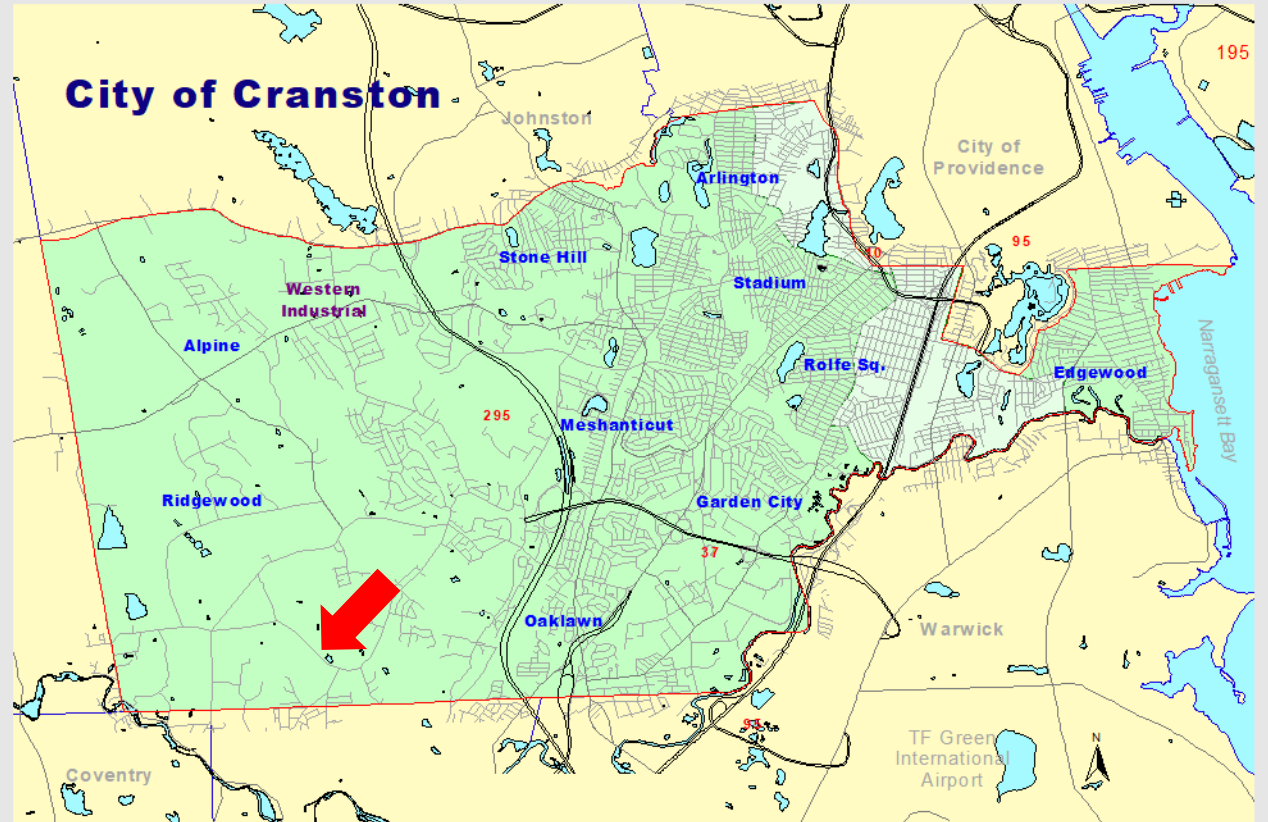 City of Cranston
195
Johnston
City of
Providence
Arlington
95
10
Stone Hill
Stadium
Western
Industrial
Alpine
Rolfe Sq.
Edgewood
Narragansett Bay
295
Meshanticut
Ridgewood
Garden City
37
Oaklawn
Warwick
95
TF Green
International
Airport
N
Coventry